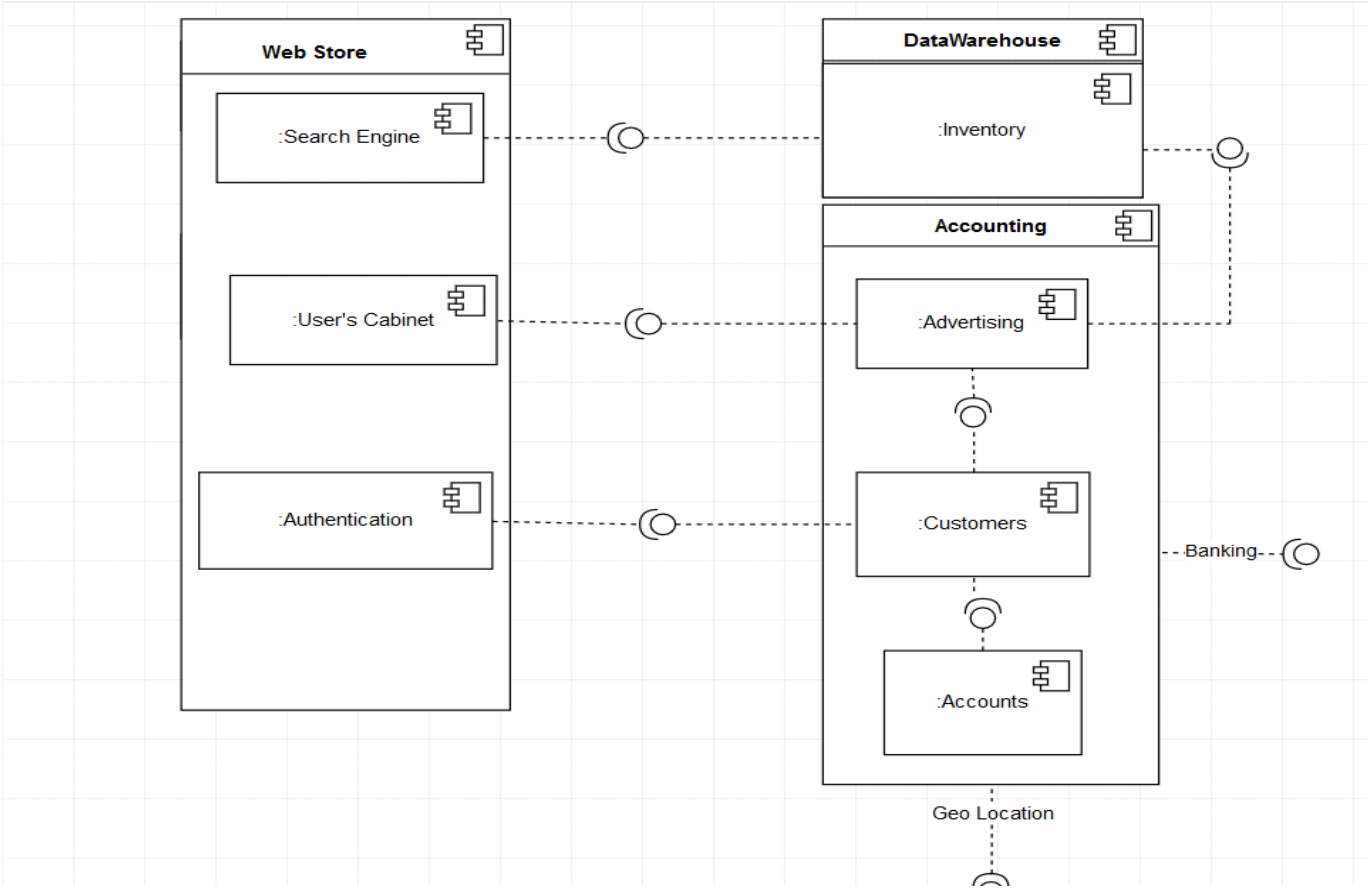 Web Store
:Search Engine
:User's Cabinet
:Authentication
DataWarehouse
:Inventory
Accounting
:Advertising
:Customers
:Accounts
Banking
Geo Location